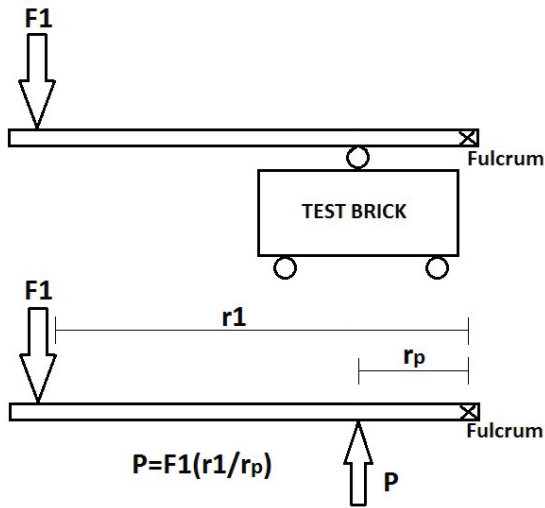 F1
Fulcrum
TEST BRICK
F1
r1
rp
Fulcrum
P=F1(r1/rp)
P